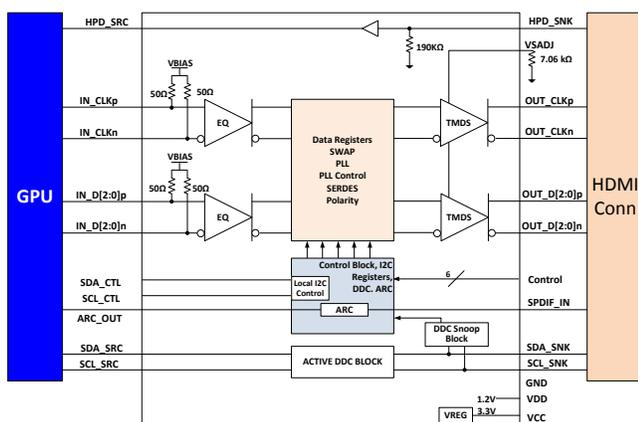 HPD_SRC
HPD_SNK
190KΩ
VSADJ
7.06 kΩ
VBIAS
50Ω
50Ω
IN_CLKp
IN_CLKn
EQ
TMDS
OUT_CLKp
OUT_CLKn
Data Registers
SWAP
PLL
PLL Control
SERDES
Polarity
GPU
HDMI
Conn
VBIAS
50Ω
50Ω
IN_D[2:0]p
IN_D[2:0]n
EQ
TMDS
OUT_D[2:0]p
OUT_D[2:0]n
Control Block, I2C
Registers,
DDC. ARC
Local I2C
Control
ARC
6
Control
SDA_CTL
SCL_CTL
SPDIF_IN
ARC_OUT
DDC Snoop
Block
SDA_SRC
SCL_SRC
ACTIVE DDC BLOCK
SDA_SNK
SCL_SNK
GND
1.2V
VDD
VREG
3.3V
VCC